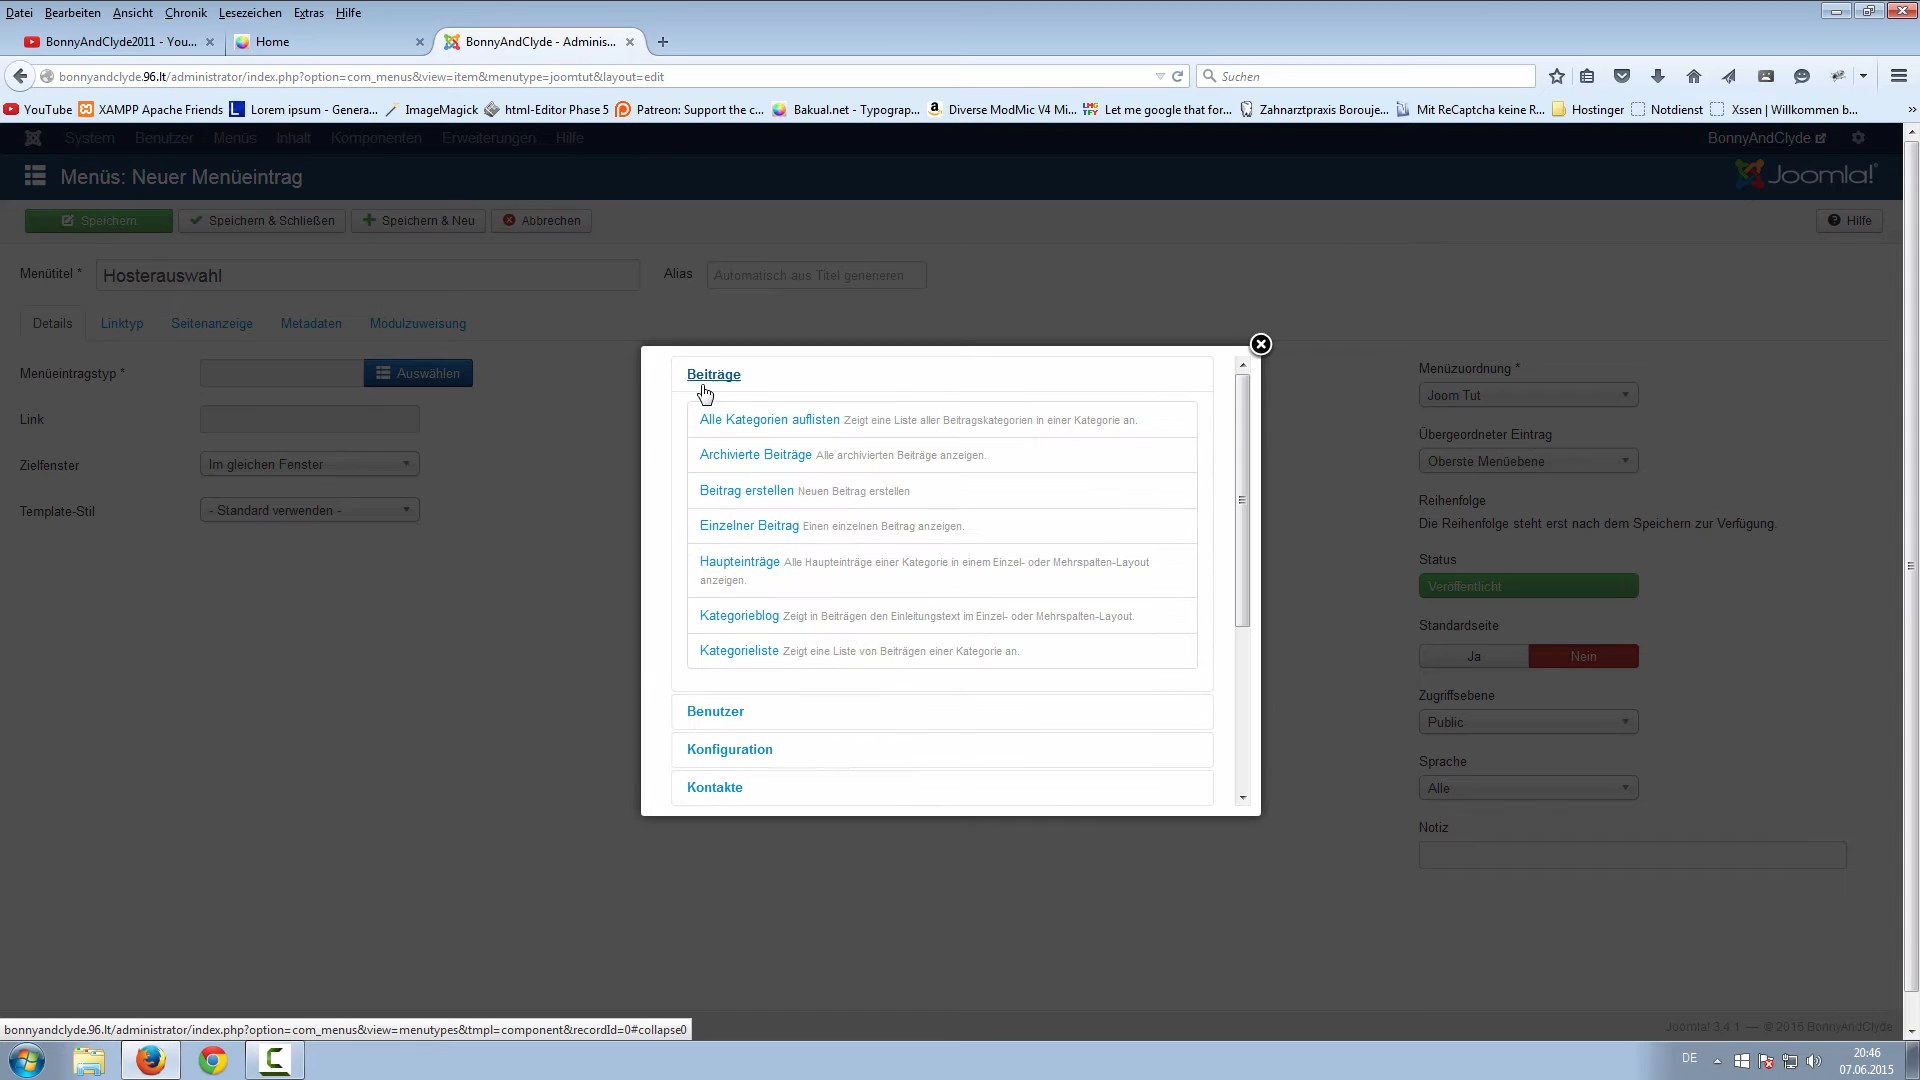 Datei Bearbeiten Ansicht Chronik Lesezeichen Extras Hilfe
BonnyAndClyde2011 - You... Home BonnyAndClyde - Adminis...
bonnyandclyde.96.lt/administrator/index.php?option=com_menus&view=item&menutype=joomtut&layout=edit Suchen
YouTube XAMPP Apache Friends Lorem ipsum - Genera... ImageMagick html-Editor Phase 5 Patreon: Support the c... Bakual.net - Typograp... Diverse ModMic V4 Mi... Let me google that for... Zahnarztpraxis Borouje... Mit ReCaptcha keine R... Hostinger Notdienst Xssen | Willkommen b...
System Benutzer Menüs Inhalt Komponenten Erweiterungen Hilfe BonnyAndClyde
Menüs: Neuer Menüeintrag Joomla!
Speichern Speichern & Schließen Speichern & Neu Abbrechen Hilfe
Menütitel * Hosterauswahl Alias Automatisch aus Titel generieren
Details Linktyp Seitenanzeige Metadaten Modulzuweisung
Menüeintragstyp * Auswählen
Link
Zielfenster Im gleichen Fenster
Template-Stil - Standard verwenden -
Beiträge
Alle Kategorien auflisten Zeigt eine Liste aller Beitragskategorien in einer Kategorie an.
Archivierte Beiträge Alle archivierten Beiträge anzeigen.
Beitrag erstellen Neuen Beitrag erstellen
Einzelner Beitrag Einen einzelnen Beitrag anzeigen.
Haupteinträge Alle Haupteinträge einer Kategorie in einem Einzel- oder Mehrspalten-Layout
anzeigen.
Kategorieblog Zeigt in Beiträgen den Einleitungstext im Einzel- oder Mehrspalten-Layout.
Kategorieliste Zeigt eine Liste von Beiträgen einer Kategorie an.
Benutzer
Konfiguration
Kontakte
Menüzuordnung *
Joom Tut
Übergeordneter Eintrag
Oberste Menüebene
Reihenfolge
Die Reihenfolge steht erst nach dem Speichern zur Verfügung.
Status
Veröffentlicht
Standardseite
Ja Nein
Zugriffsebene
Public
Sprache
Alle
Notiz
bonnyandclyde.96.lt/administrator/index.php?option=com_menus&view=menutypes&tmpl=component&recordId=0#collapse0
Joomla! 3.4.1 — © 2015 BonnyAndClyde
DE 20:46
07.06.2015